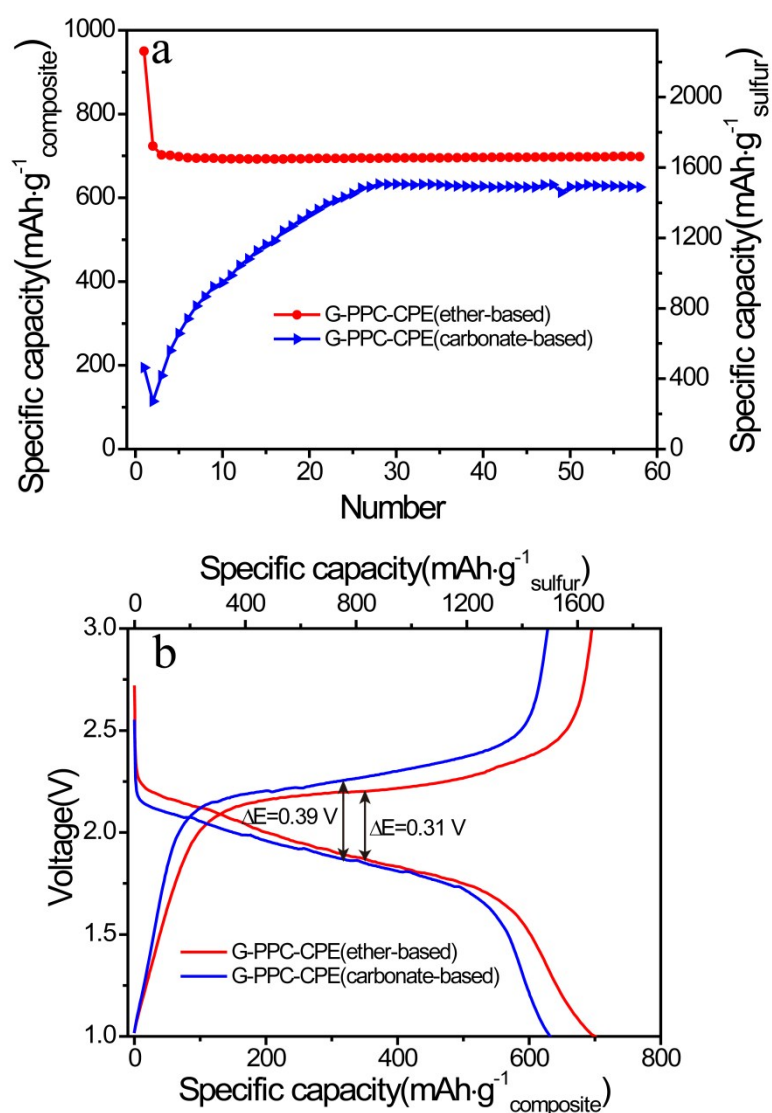 a
Specific capacity(mAh·g⁻¹composite)
1000
800
600
400
200
0
Specific capacity(mAh·g⁻¹sulfur)
2000
1600
1200
800
400
0
G-PPC-CPE(ether-based)
G-PPC-CPE(carbonate-based)
0 10 20 30 40 50 60
Number
Specific capacity(mAh·g⁻¹sulfur)
0 400 800 1200 1600
b
Voltage(V)
3.0
2.5
2.0
1.5
1.0
ΔE=0.39 V
ΔE=0.31 V
G-PPC-CPE(ether-based)
G-PPC-CPE(carbonate-based)
0 200 400 600 800
Specific capacity(mAh·g⁻¹composite)